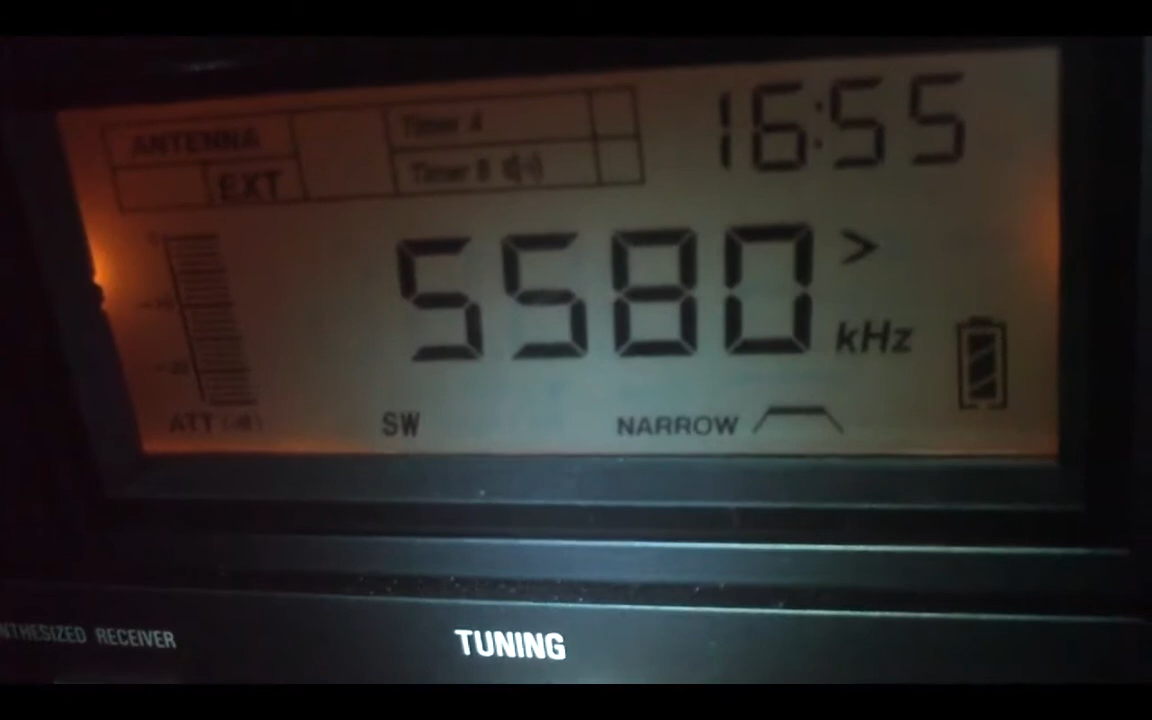 ANTENNA
EXT
Timer A
Timer B
16:55
5580 >
kHz
ATT
SW
NARROW
NTHESIZED RECEIVER
TUNING